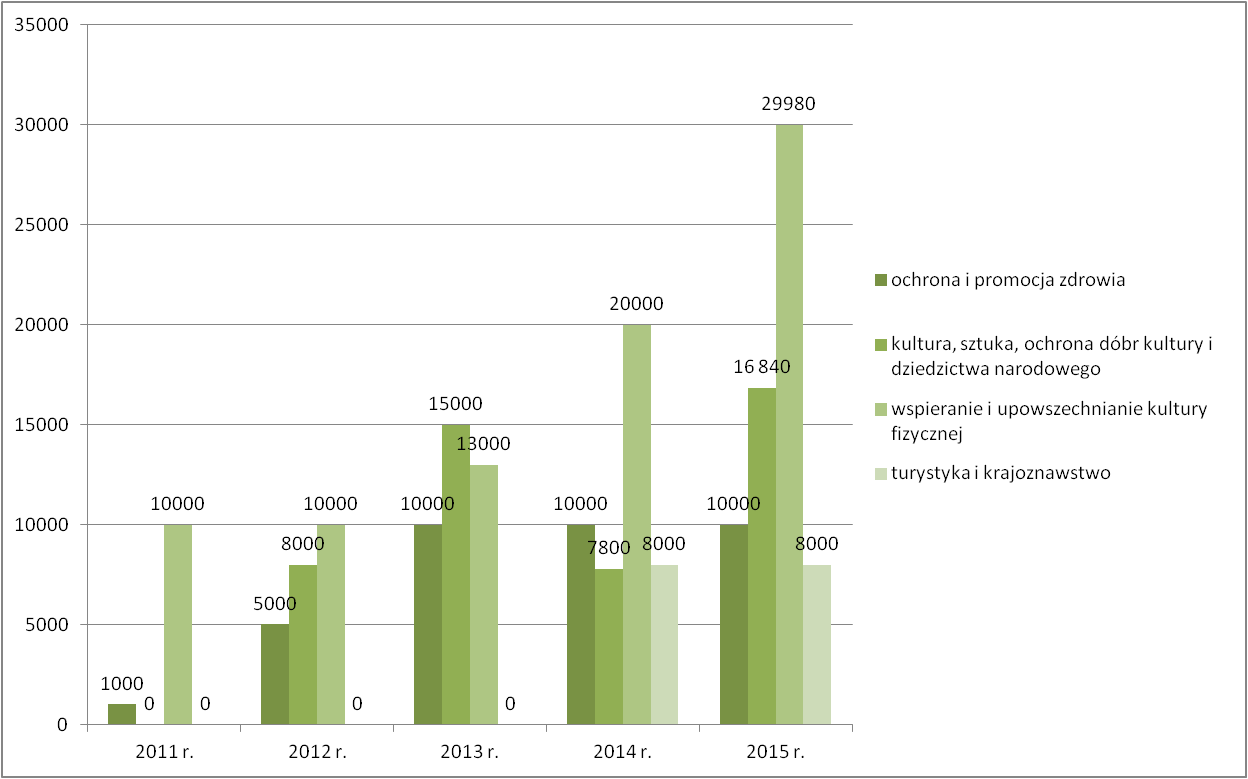 35000
30000
25000
20000
15000
10000
5000
0
1000
0
10000
0
5000
8000
10000
0
10000
15000
13000
0
10000
7800
20000
8000
10000
16 840
29980
8000
2011 r.
2012 r.
2013 r.
2014 r.
2015 r.
ochrona i promocja zdrowia
kultura, sztuka, ochrona dóbr kultury i
dziedzictwa narodowego
wspieranie i upowszechnianie kultury
fizycznej
turystyka i krajoznawstwo